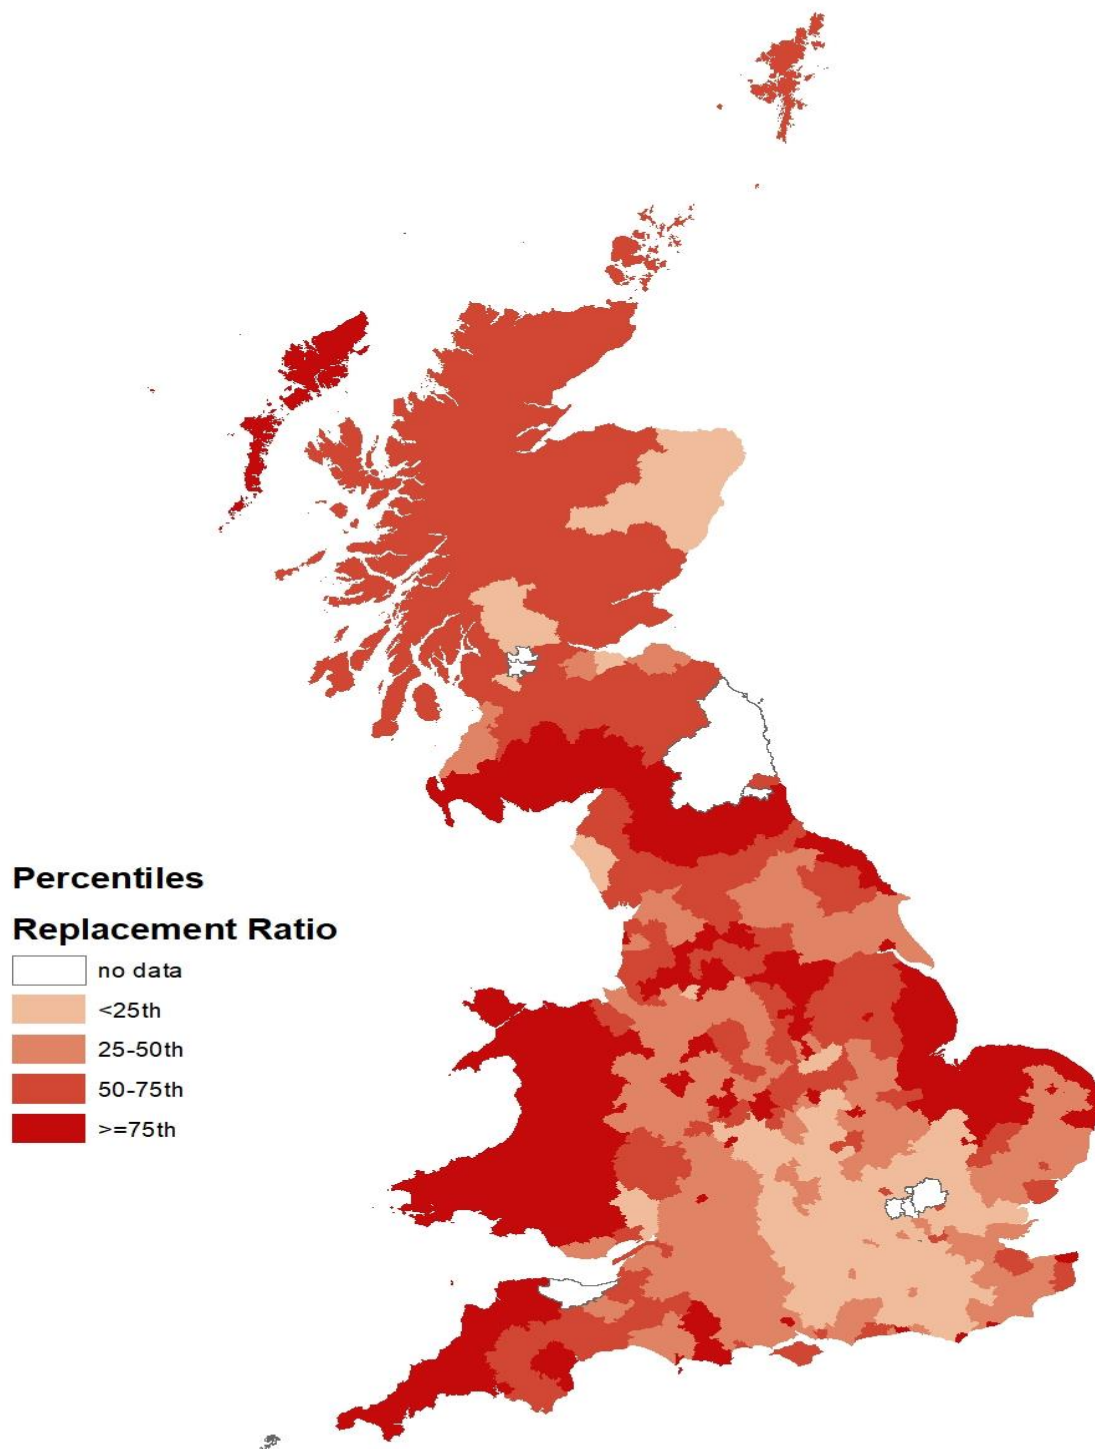 Percentiles
Replacement Ratio
no data
<25th
25-50th
50-75th
>=75th